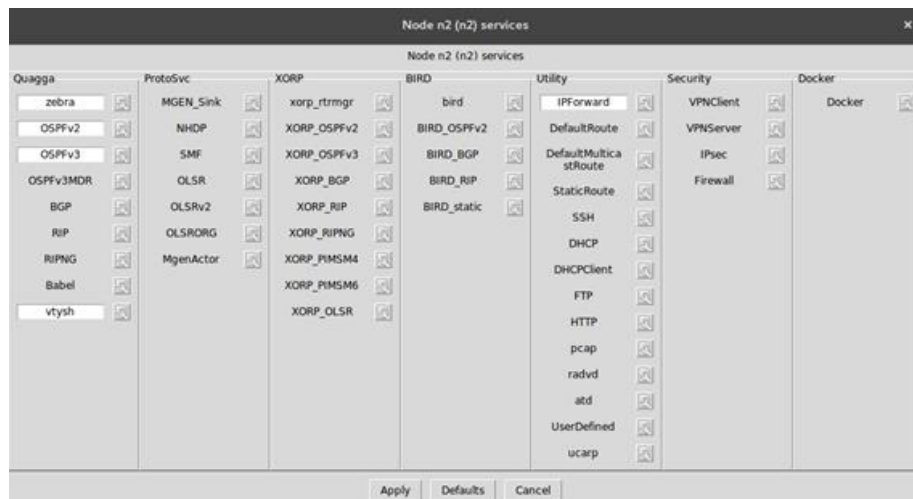 Node n2 (n2) services
×
Node n2 (n2) services
Quagga
zebra
OSPFv2
OSPFv3
OSPFv3MDR
BGP
RIP
RIPNG
Babel
vtysh
ProtoSvc
MGEN_Sink
NHDP
SMF
OLSR
OLSRv2
OLSRORG
MgenActor
XORP
xorp_rtrmgr
XORP_OSPFv2
XORP_OSPFv3
XORP_BGP
XORP_RIP
XORP_RIPNG
XORP_PIMSM4
XORP_PIMSM6
XORP_OLSR
BIRD
bird
BIRD_OSPFv2
BIRD_BGP
BIRD_RIP
BIRD_static
Utility
IPForward
DefaultRoute
DefaultMultica
stRoute
StaticRoute
SSH
DHCP
DHCPClient
FTP
HTTP
pcap
radvd
atd
UserDefined
ucarp
Security
VPNClient
VPNServer
IPsec
Firewall
Docker
Docker
Apply
Defaults
Cancel